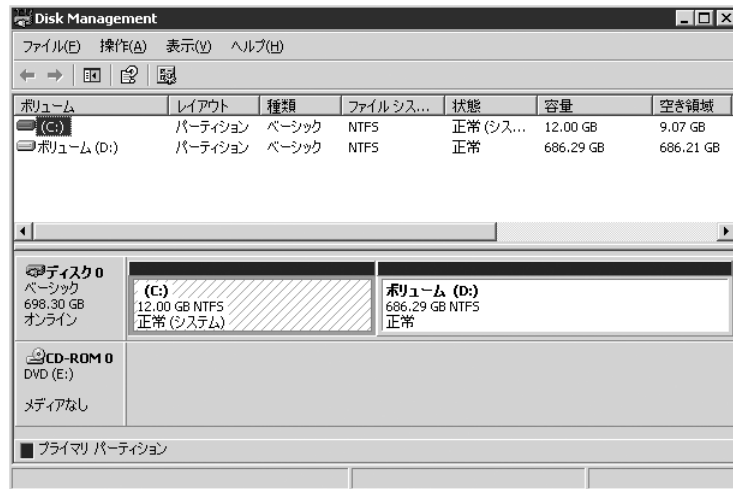 Disk Management
ファイル(F) 操作(A) 表示(V) ヘルプ(H)
ボリューム レイアウト 種類 ファイル シス... 状態 容量 空き領域
(C:) パーティション ベーシック NTFS 正常 (シス... 12.00 GB 9.07 GB
ボリューム (D:) パーティション ベーシック NTFS 正常 686.29 GB 686.21 GB
ディスク 0
ベーシック
698.30 GB
オンライン
(C:)
12.00 GB NTFS
正常 (システム)
ボリューム (D:)
686.29 GB NTFS
正常
CD-ROM 0
DVD (E:)
メディアなし
プライマリ パーティション